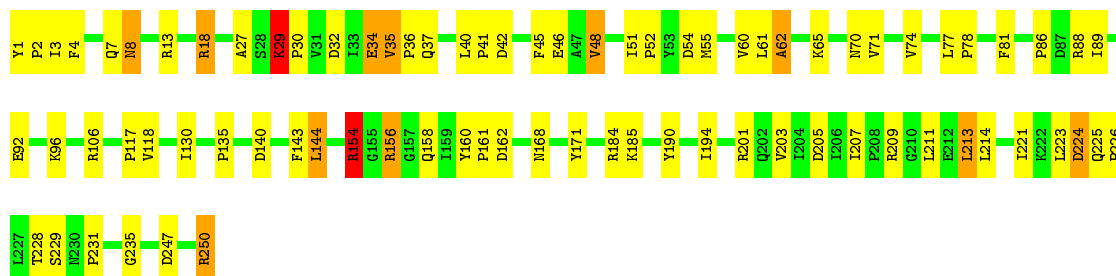 Y1 P2 I3 F4 Q7 N8 R13 R18 A27 S28 K29 P30 V31 D32 I33 E34 V35 P36 Q37 L40 P41 D42 F45 E46 A47 V48 I51 P52 Y53 D54 M55 V60 L61 A62 K65 N70 V71 V74 L77 P78 F81 P86 D87 R88 I89
E92 K96 R106 P117 V118 I130 P135 D140 F143 L144 R154 G155 R156 G157 Q158 I159 Y160 P161 D162 N168 Y171 R184 K185 Y190 I194 R201 Q202 V203 I204 D205 I206 I207 P208 R209 G210 L211 E212 L213 L214 I221 K222 L223 D224 Q225 P226
L227 T228 S229 N230 P231 G235 D247 R250